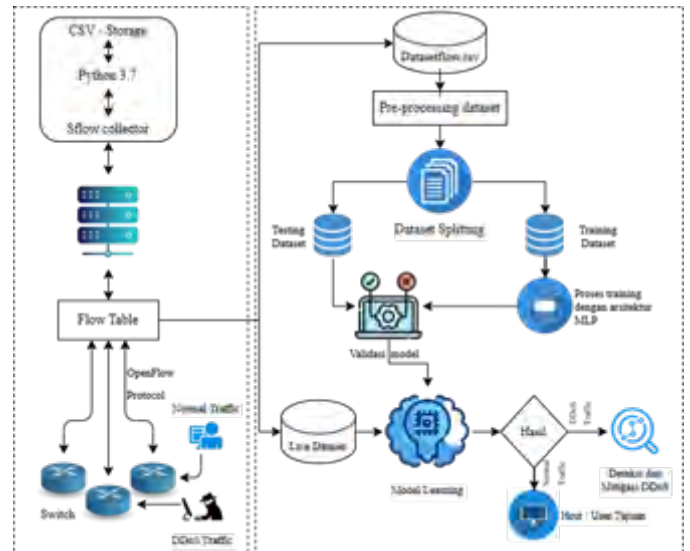 CSV - Storage
Python 3.7
Sflow collector
Flow Table
OpenFlow
Protocol
Normal Traffic
Switch
DDoS Traffic
Datasetflow.csv
Pre-processing dataset
Dataset Splitting
Testing
Dataset
Training
Dataset
Proses training
dengan arsitektur
MLP
Validasi model
Live Dataset
Model Learning
Hasil
DDoS
Traffic
Normal
Traffic
Deteksi dan
Mitigasi DDoS
Host / User Tujuan